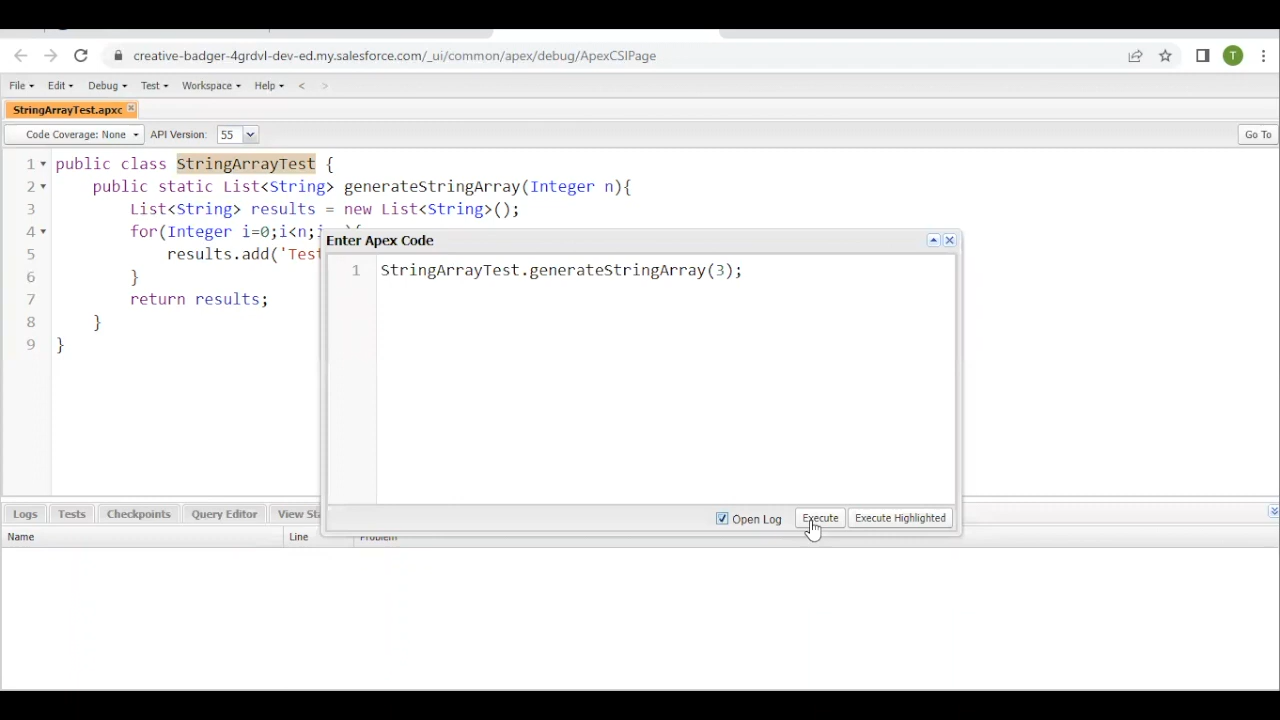 creative-badger-4grdvl-dev-ed.my.salesforce.com/_ui/common/apex/debug/ApexCSIPage
T
File Edit Debug Test Workspace Help < >
StringArrayTest.apxc
Code Coverage: None API Version: 55 Go To
1 public class StringArrayTest {
2 public static List<String> generateStringArray(Integer n){
3 List<String> results = new List<String>();
4 for(Integer i=0;i<n;
5 results.add('Test
6 }
7 return results;
8 }
9 }
Enter Apex Code
1 StringArrayTest.generateStringArray(3);
Open Log Execute Execute Highlighted
Logs Tests Checkpoints Query Editor View Sta
Name Line Problem